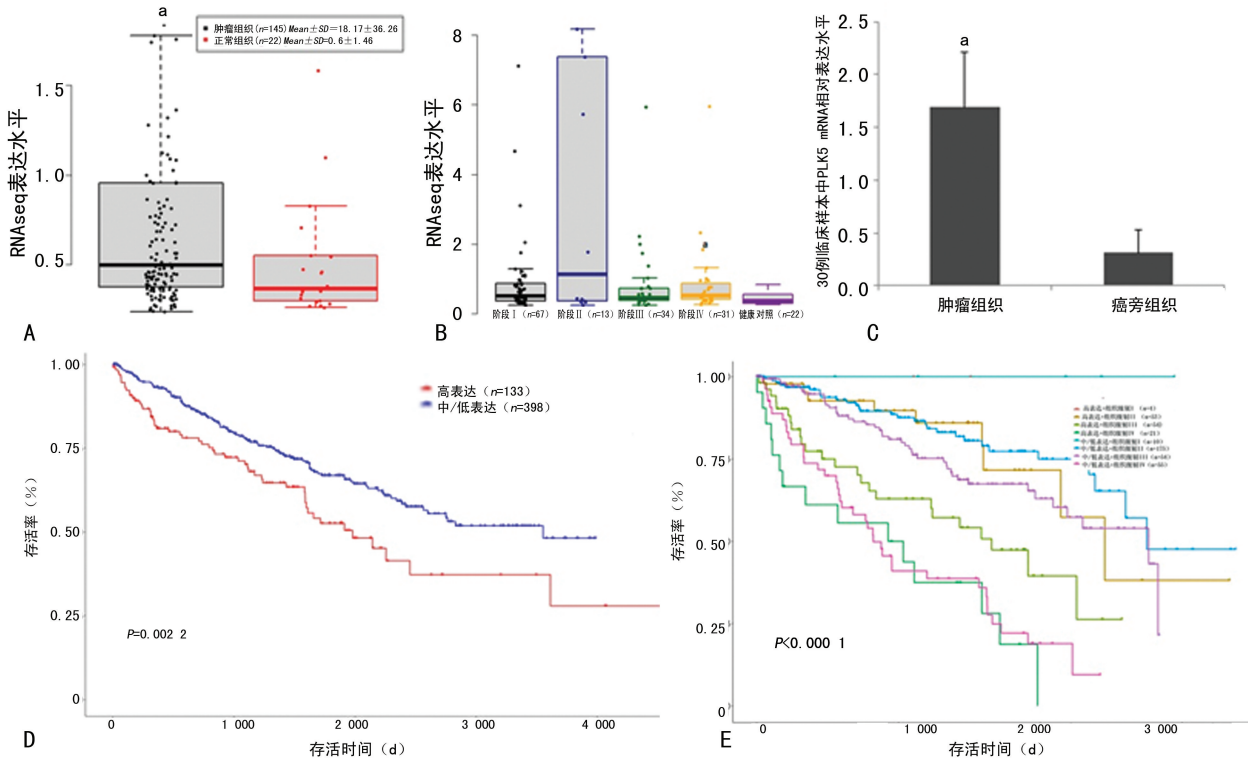 a
肿瘤组织(n=145)Mean±SD=18.17±36.26
正常组织(n=22)Mean±SD=0.6±1.46
RNAseq表达水平
1.5
1.0
0.5
A
RNAseq表达水平
8
6
4
2
0
a
阶段Ⅰ(n=67)
阶段Ⅱ(n=13)
阶段Ⅲ(n=34)
阶段Ⅳ(n=31)
健康对照(n=22)
B
30例临床样本中PLK5 mRNA相对表达水平
2.5
2.0
1.5
1.0
0.5
0.0
a
肿瘤组织
癌旁组织
C
存活率(%)
1.00
0.75
0.50
0.25
0
高表达(n=133)
中/低表达(n=398)
P=0.002 2
0
1 000
2 000
3 000
4 000
存活时间(d)
D
存活率(%)
1.00
0.75
0.50
0.25
0
P<0.000 1
0
1 000
2 000
3 000
存活时间(d)
E